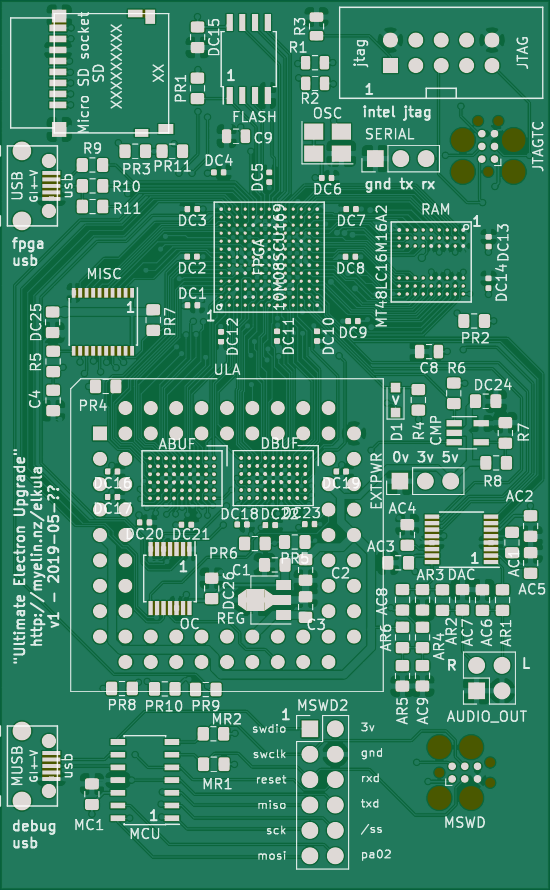 Micro SD socket
SD
XXXXXXXXX
XX
DC15
PR1
1
FLASH
C9
R3
R1
R2
OSC
jtag
JTAG
1
intel jtag
SERIAL
gnd tx rx
JTAGTC
R9
PR3
PR11
R10
R11
USB
G I + — V
usb
fpga
usb
DC4
DC5
DC6
DC3
DC7
DC2
DC8
DC1
DC9
DC12
DC11
DC10
FPGA
10M08SCU169
1
RAM
1
MT48LC16M16A2
DC13
DC14
PR2
MISC
1
DC25
R5
C4
PR7
PR4
ULA
C8
R6
DC24
V
D1
R4
CMP
R7
R8
0v 3v 5v
EXTPWR
ABUF
DBUF
DC16
DC17
DC19
DC20
DC21
DC18
DC22
DC23
PR6
PR5
C1
C2
C3
DC26
REG
OC
1
"Ultimate Electron Upgrade"
http://myelin.nz/elkula
v1 - 2019-05-??
AC4
AC2
AC3
AC1
AC5
AR3
DAC
1
AC8
AR6
AR4
AR2
AC7
AC6
AR1
AR5
AC9
R
L
AUDIO_OUT
PR8
PR10
PR9
MSWD2
1
swdio
3v
swclk
gnd
reset
rxd
miso
txd
sck
/ss
mosi
pa02
MR2
MR1
MCU
1
MC1
MUSB
G I + — V
usb
debug
usb
MSWD